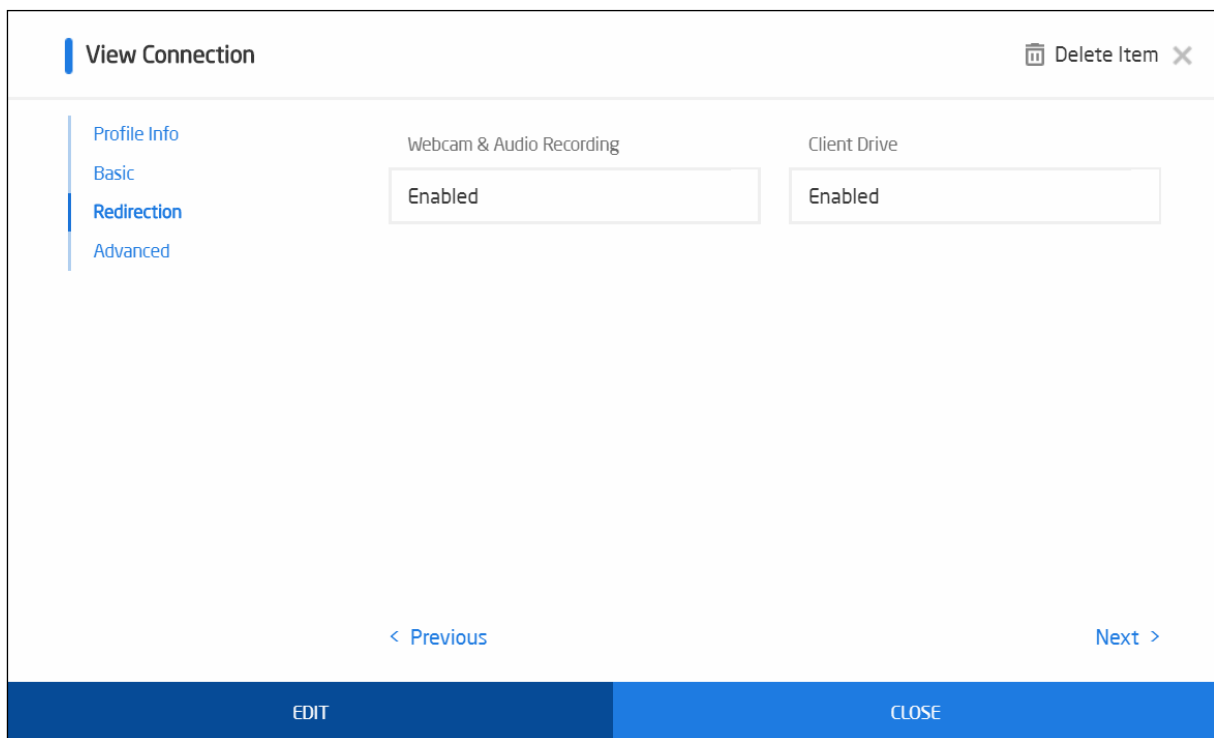 View Connection
Delete Item
Profile Info
Basic
Redirection
Advanced
Webcam & Audio Recording
Client Drive
Enabled
Enabled
< Previous
Next >
EDIT
CLOSE